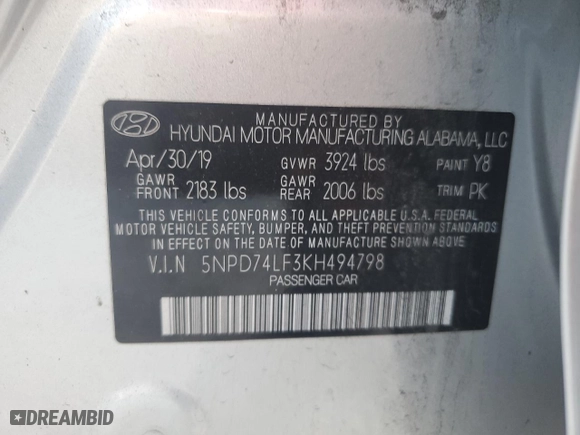 MANUFACTURED BY
HYUNDAI MOTOR MANUFACTURING ALABAMA, LLC
Apr/30/19 GVWR 3924 lbs PAINT Y8
GAWR FRONT 2183 lbs GAWR REAR 2006 lbs TRIM PK
THIS VEHICLE CONFORMS TO ALL APPLICABLE U.S.A. FEDERAL
MOTOR VEHICLE SAFETY, BUMPER, AND THEFT PREVENTION STANDARDS
IN EFFECT ON THE DATE OF MANUFACTURE SHOWN ABOVE.
V.I.N 5NPD74LF3KH494798
PASSENGER CAR
DREAMBID